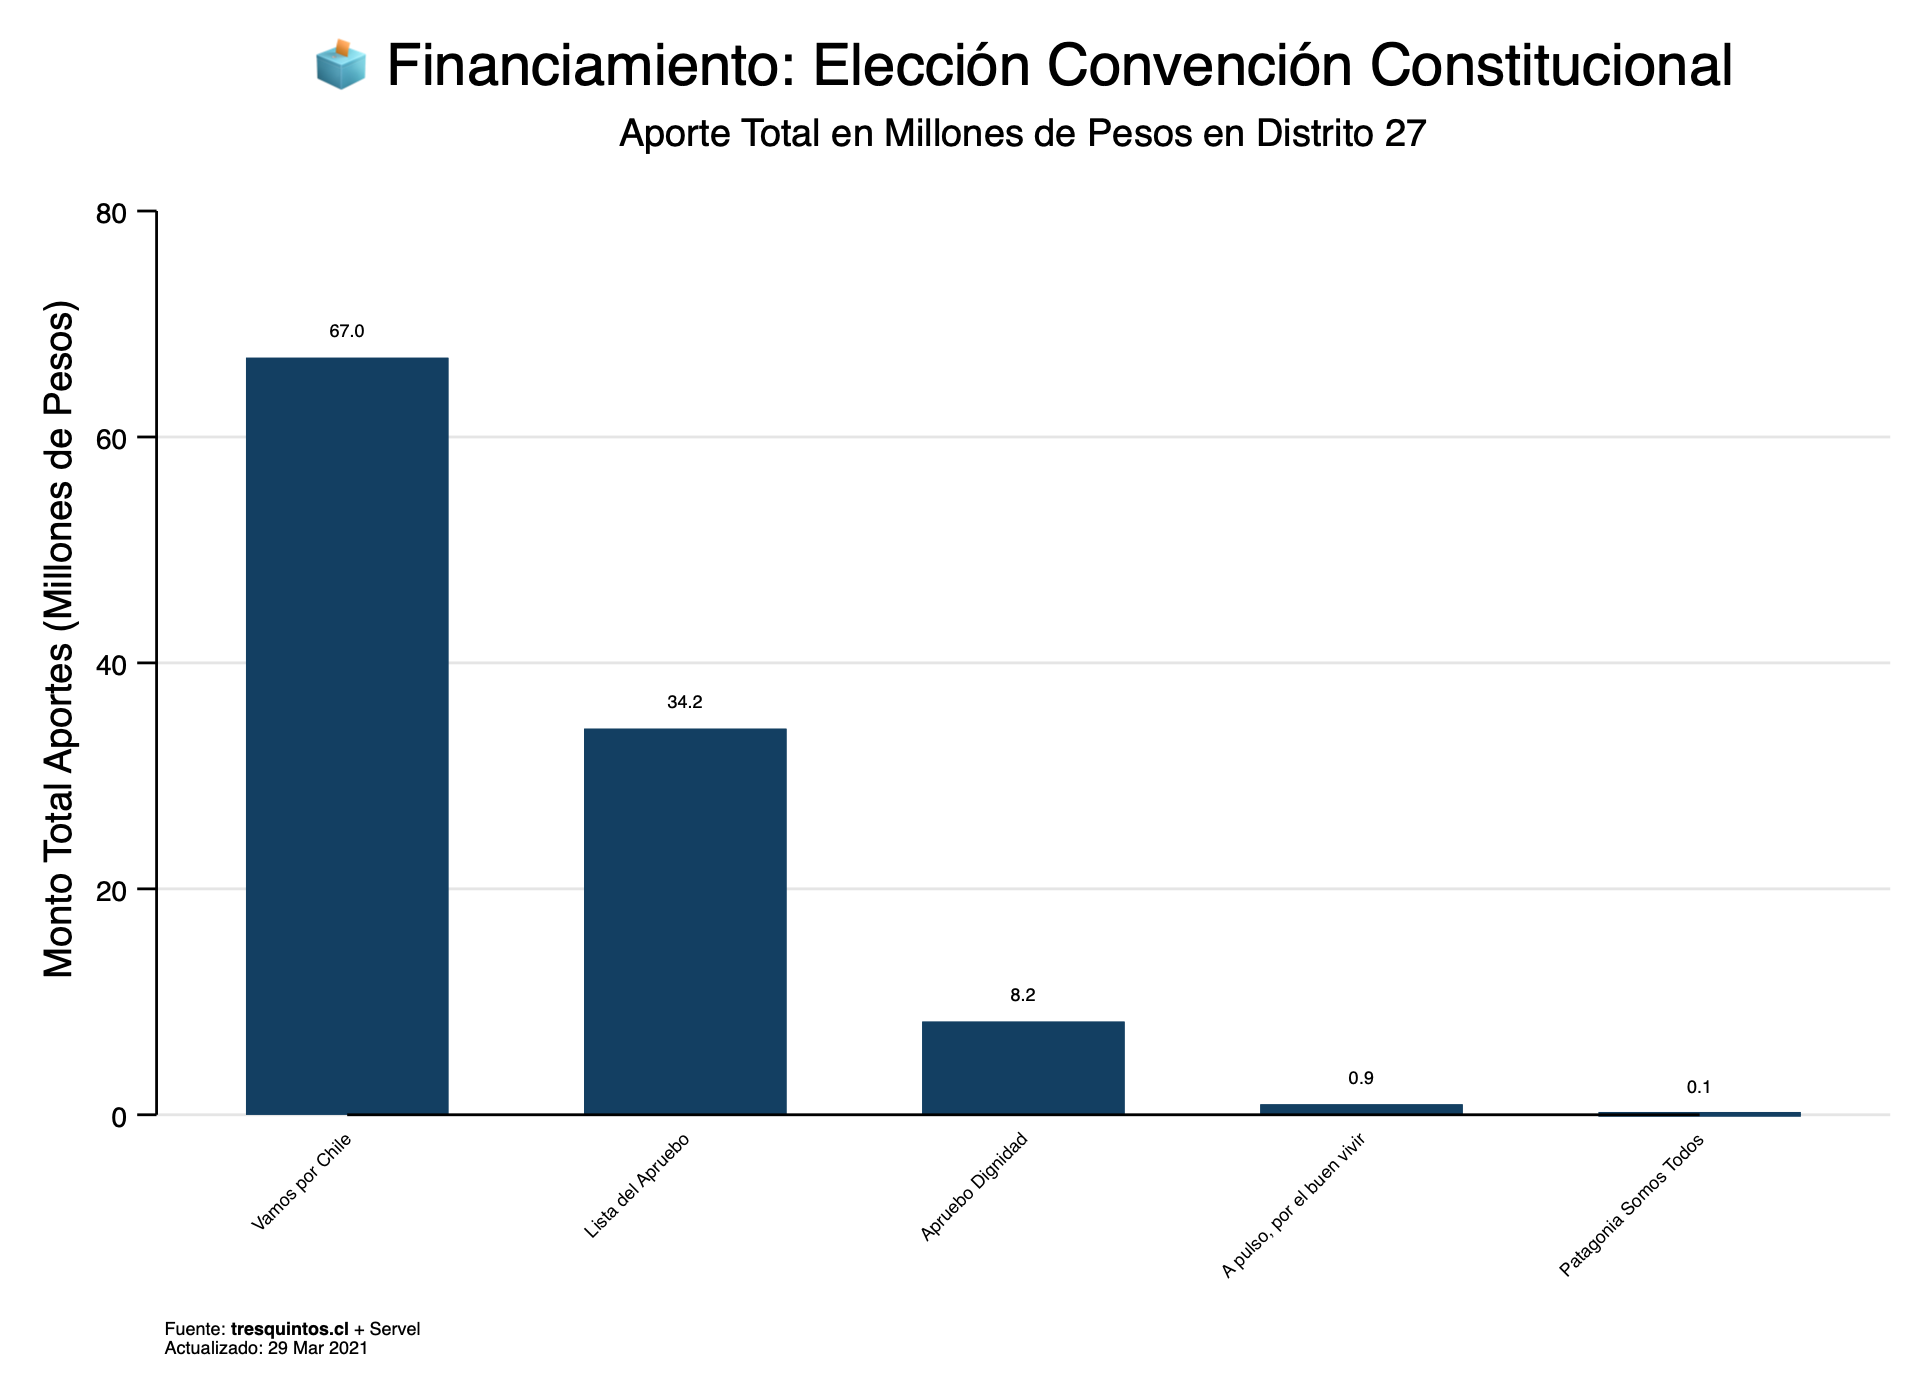 Financiamiento: Elección Convención Constitucional
Aporte Total en Millones de Pesos en Distrito 27
Monto Total Aportes (Millones de Pesos)
80
60
40
20
0
67.0
34.2
8.2
0.9
0.1
Vamos por Chile
Lista del Apruebo
Apruebo Dignidad
A pulso, por el buen vivir
Patagonia Somos Todos
Fuente: tresquintos.cl + Servel
Actualizado: 29 Mar 2021